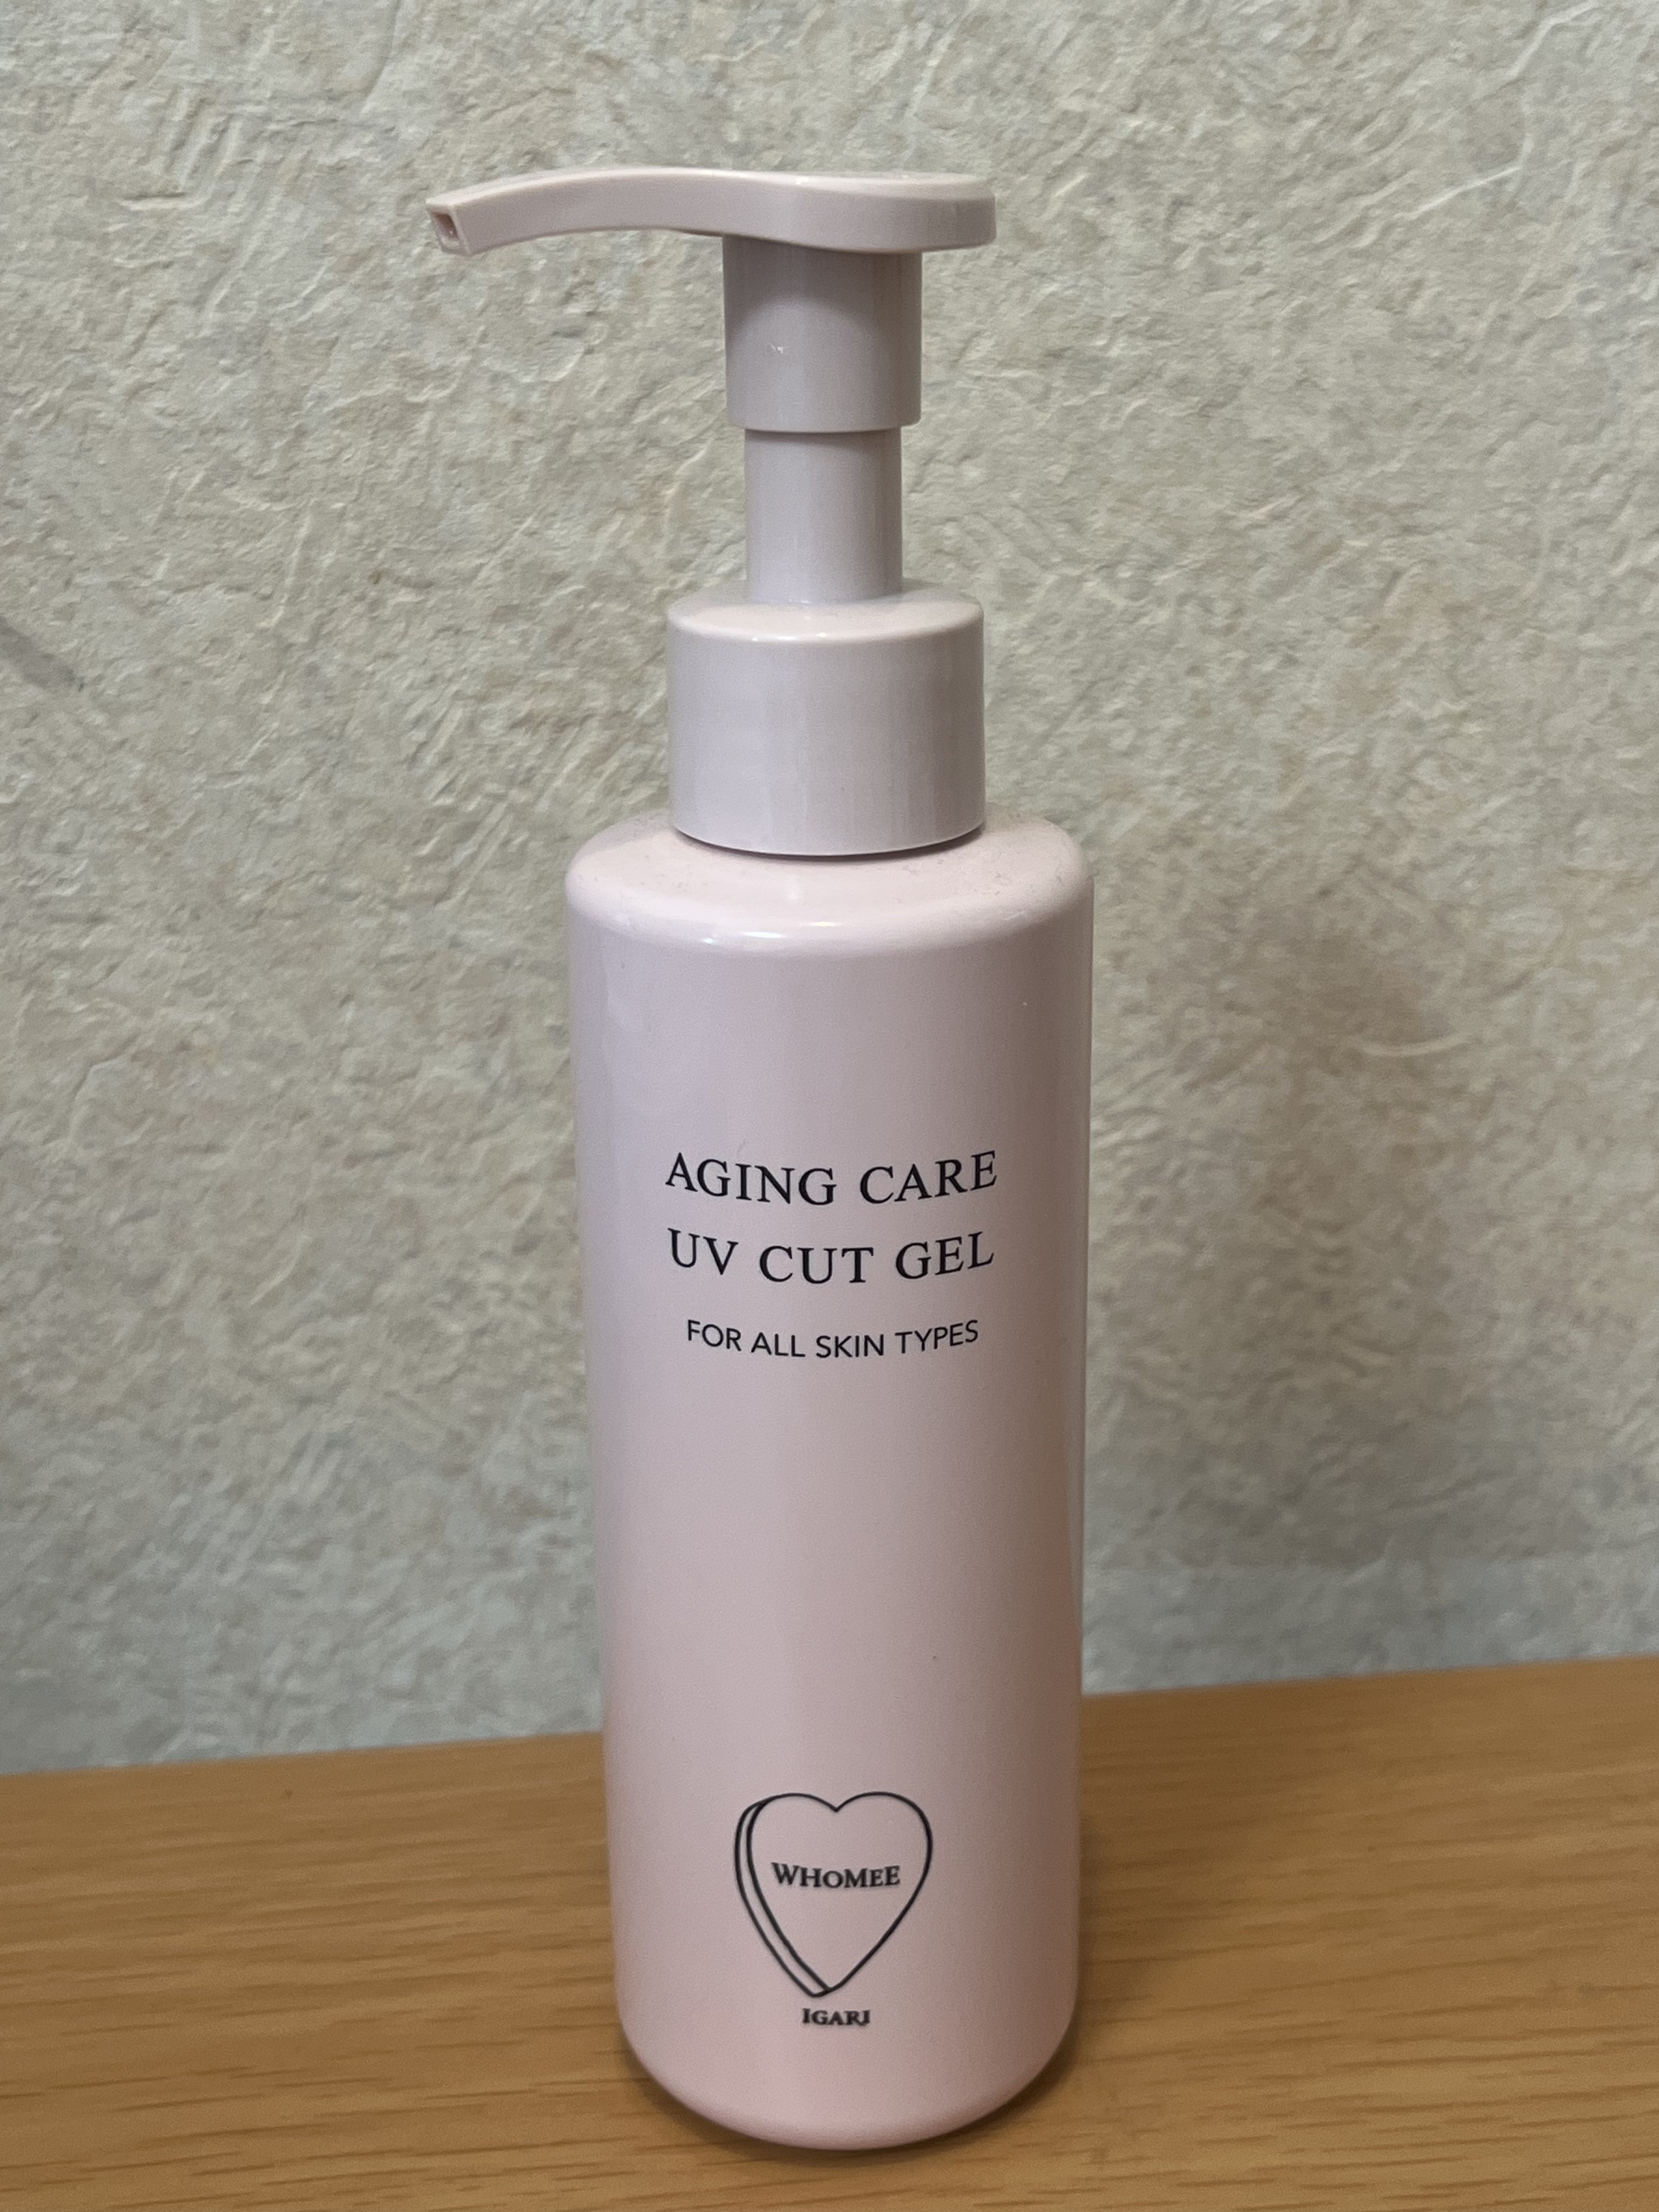 AGING CARE
UV CUT GEL
FOR ALL SKIN TYPES
WHOMEE
IGARI